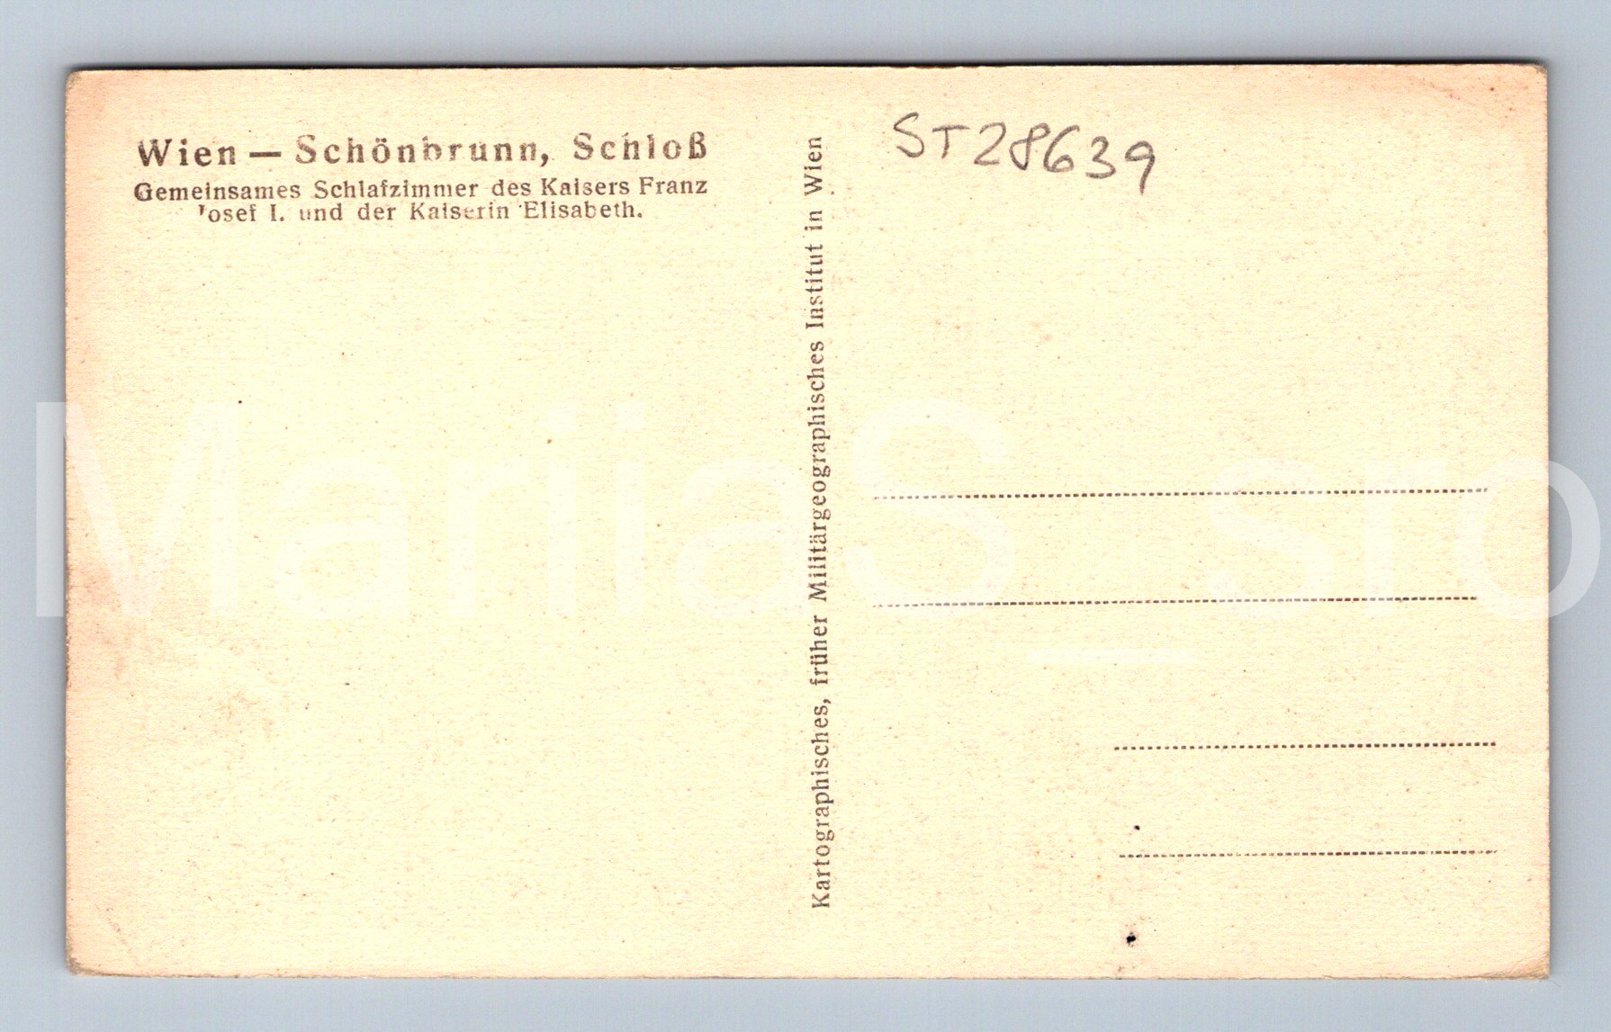 Wien — Schönbrunn, Schloß
Gemeinsames Schlafzimmer des Kaisers Franz
Josef I. und der Kaiserin Elisabeth.
Kartographisches, früher Militärgeographisches Institut in Wien
ST28639
MariiaS_sto